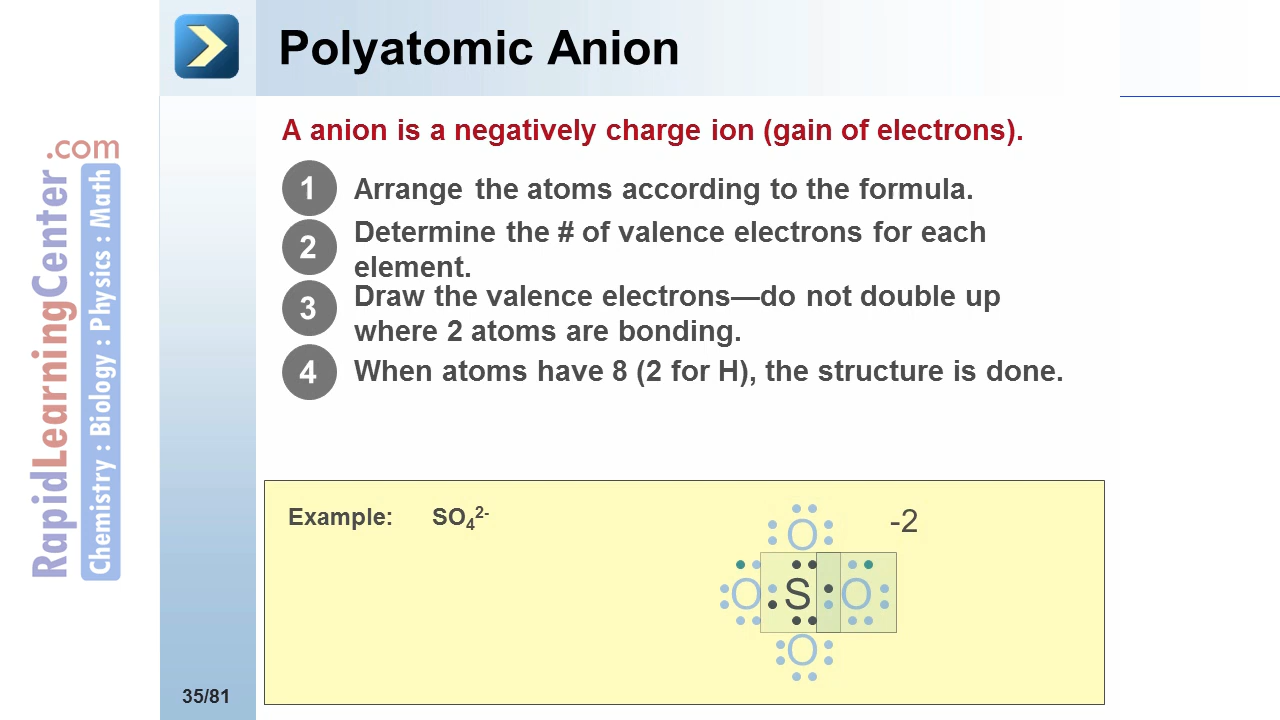 Polyatomic Anion
A anion is a negatively charge ion (gain of electrons).
1 Arrange the atoms according to the formula.
2 Determine the # of valence electrons for each
element.
3 Draw the valence electrons—do not double up
where 2 atoms are bonding.
4 When atoms have 8 (2 for H), the structure is done.
Example: SO₄²⁻
-2
O
O S O
O
35/81
RapidLearningCenter.com
Chemistry : Biology : Physics : Math